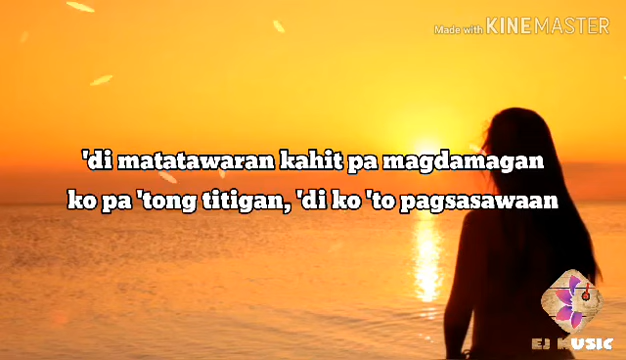 Made with KINEMASTER
'di matatawaran kahit pa magdamagan
ko pa 'tong titigan, 'di ko 'to pagsasawaan
EJ MUSIC